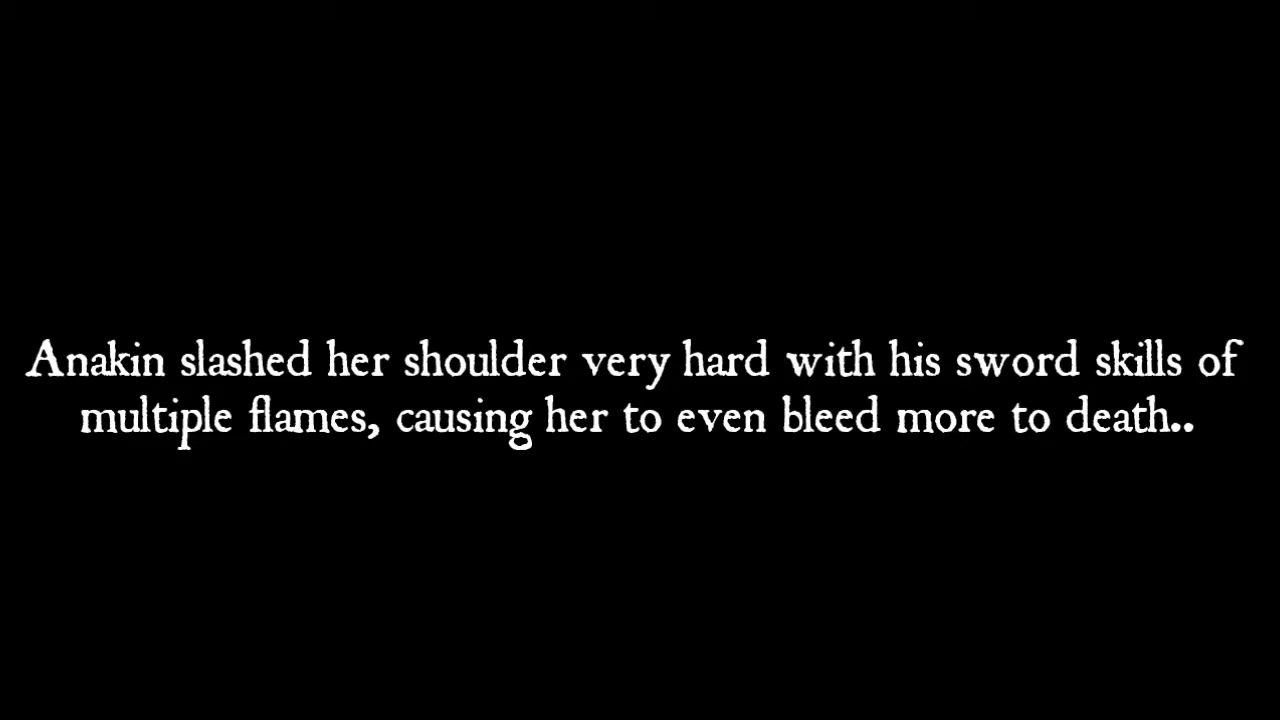 Anakin slashed her shoulder very hard with his sword skills of
multiple flames, causing her to even bleed more to death..